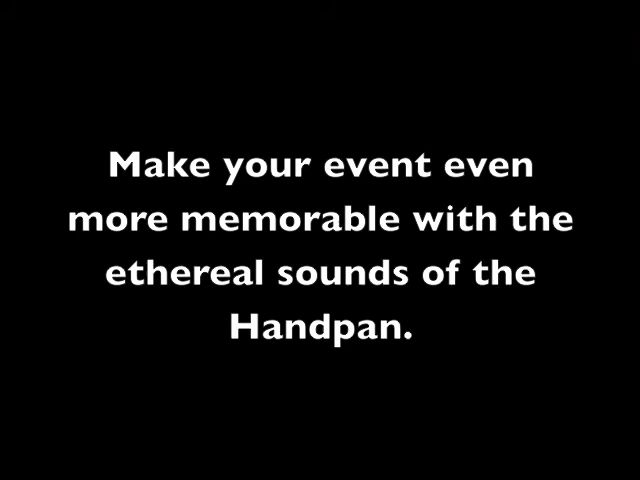 Make your event even
more memorable with the
ethereal sounds of the
Handpan.